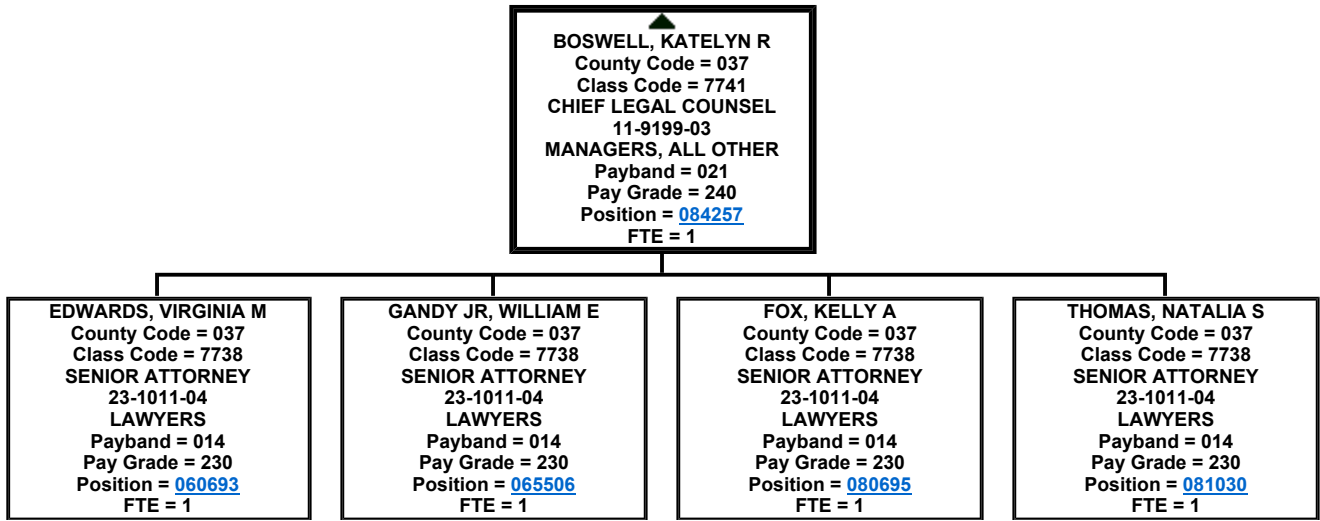 BOSWELL, KATELYN R
County Code = 037
Class Code = 7741
CHIEF LEGAL COUNSEL
11-9199-03
MANAGERS, ALL OTHER
Payband = 021
Pay Grade = 240
Position = 084257
FTE = 1
EDWARDS, VIRGINIA M
County Code = 037
Class Code = 7738
SENIOR ATTORNEY
23-1011-04
LAWYERS
Payband = 014
Pay Grade = 230
Position = 060693
FTE = 1
GANDY JR, WILLIAM E
County Code = 037
Class Code = 7738
SENIOR ATTORNEY
23-1011-04
LAWYERS
Payband = 014
Pay Grade = 230
Position = 065506
FTE = 1
FOX, KELLY A
County Code = 037
Class Code = 7738
SENIOR ATTORNEY
23-1011-04
LAWYERS
Payband = 014
Pay Grade = 230
Position = 080695
FTE = 1
THOMAS, NATALIA S
County Code = 037
Class Code = 7738
SENIOR ATTORNEY
23-1011-04
LAWYERS
Payband = 014
Pay Grade = 230
Position = 081030
FTE = 1